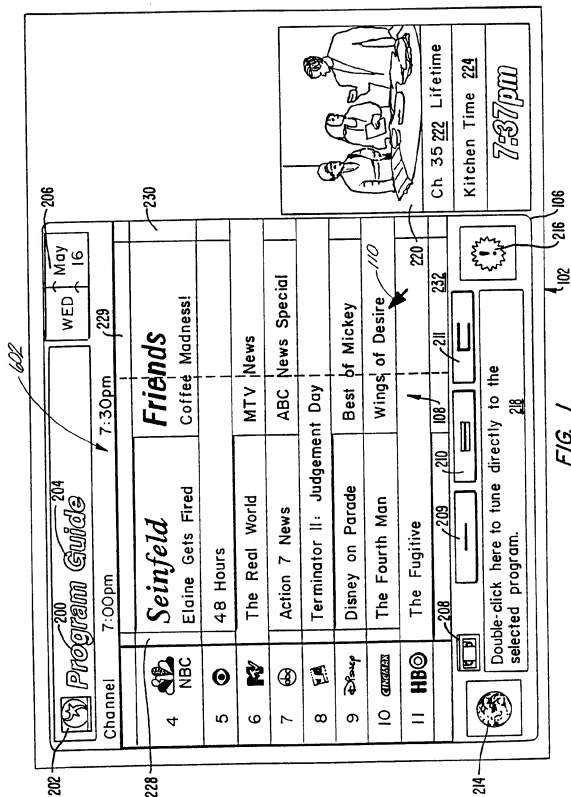 602
200
204
206
202
Program Guide
WED May
16
Channel 7:00pm 7:30pm
229
228
230
4 NBC Seinfeld Friends
Elaine Gets Fired Coffee Madness!
5 48 Hours
6 MTV The Real World MTV News
7 abc Action 7 News ABC News Special
8 Terminator II: Judgement Day
9 Disney Disney on Parade Best of Mickey
10 CINEMAX The Fourth Man Wings of Desire
110
11 HBO The Fugitive
108
232
220
Ch 35 222 Lifetime
Kitchen Time 224
7:37pm
208
209
210
211
214
Double-click here to tune directly to the
selected program. 218
216
106
102
FIG. 1